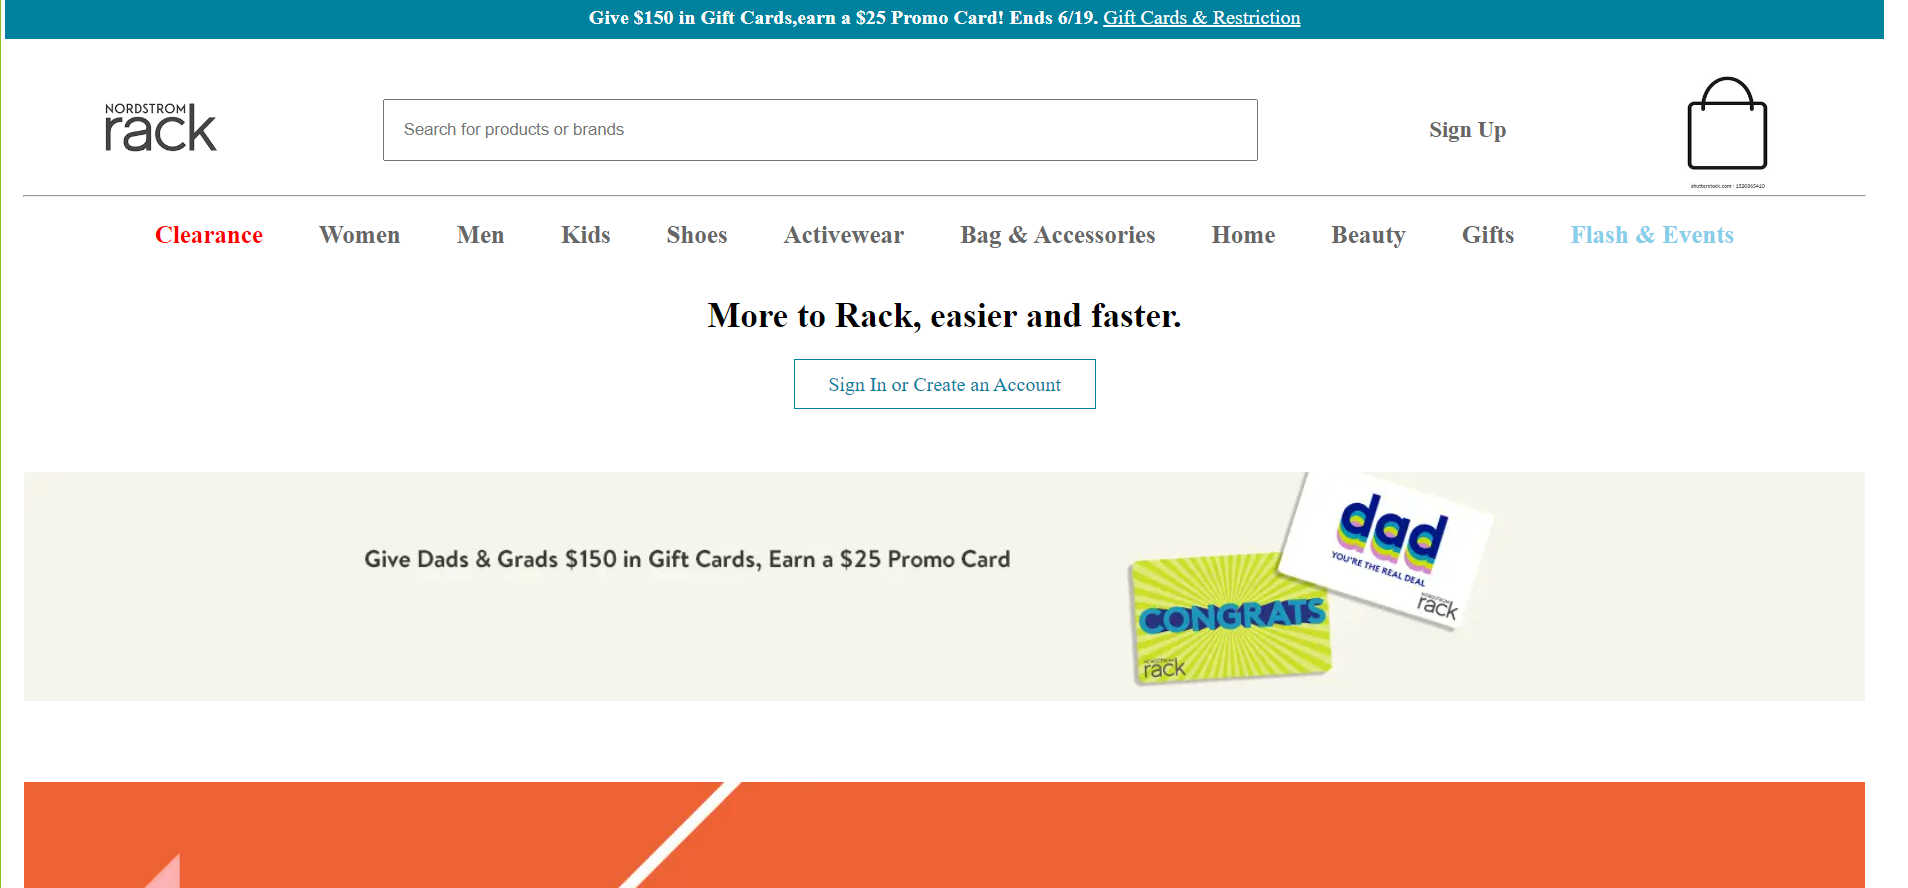 Give $150 in Gift Cards,earn a $25 Promo Card! Ends 6/19. Gift Cards & Restriction
NORDSTROM
rack
Search for products or brands
Sign Up
shutterstock.com · 1520365410
Clearance Women Men Kids Shoes Activewear Bag & Accessories Home Beauty Gifts Flash & Events
More to Rack, easier and faster.
Sign In or Create an Account
Give Dads & Grads $150 in Gift Cards, Earn a $25 Promo Card
dad
YOU'RE THE REAL DEAL
NORDSTROM
rack
CONGRATS
NORDSTROM
rack